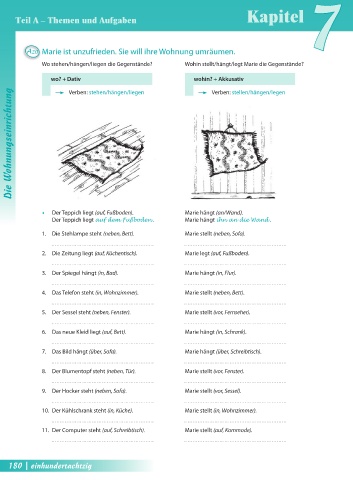 Teil A – Themen und Aufgaben
Kapitel 7
Die Wohnungseinrichtung
Marie ist unzufrieden. Sie will ihre Wohnung umräumen.
Wo stehen/hängen/liegen die Gegenstände?
Wohin stellt/hängt/legt Marie die Gegenstände?
wo? + Dativ
wohin? + Akkusativ
→ Verben: stehen/hängen/liegen
→ Verben: stellen/hängen/legen
Der Teppich liegt (auf, Fußboden).
Marie hängt (an/Wand).
Der Teppich liegt auf dem Fußboden.
Marie hängt ihn an die Wand.
1. Die Stehlampe steht (neben, Bett).
Marie stellt (neben, Sofa).
2. Die Zeitung liegt (auf, Küchentisch).
Marie legt (auf, Fußboden).
3. Der Spiegel hängt (in, Bad).
Marie hängt (in, Flur).
4. Das Telefon steht (in, Wohnzimmer).
Marie stellt (neben, Bett).
5. Der Sessel steht (neben, Fenster).
Marie stellt (vor, Fernseher).
6. Das neue Kleid liegt (auf, Bett).
Marie hängt (in, Schrank).
7. Das Bild hängt (über, Sofa).
Marie hängt (über, Schreibtisch).
8. Der Blumentopf steht (neben, Tür).
Marie stellt (vor, Fenster).
9. Der Hocker steht (neben, Sofa).
Marie stellt (vor, Sessel).
10. Der Kühlschrank steht (in, Küche).
Marie stellt (in, Wohnzimmer).
11. Der Computer steht (auf, Schreibtisch).
Marie stellt (auf, Kommode).
180 | einhundertachtzig